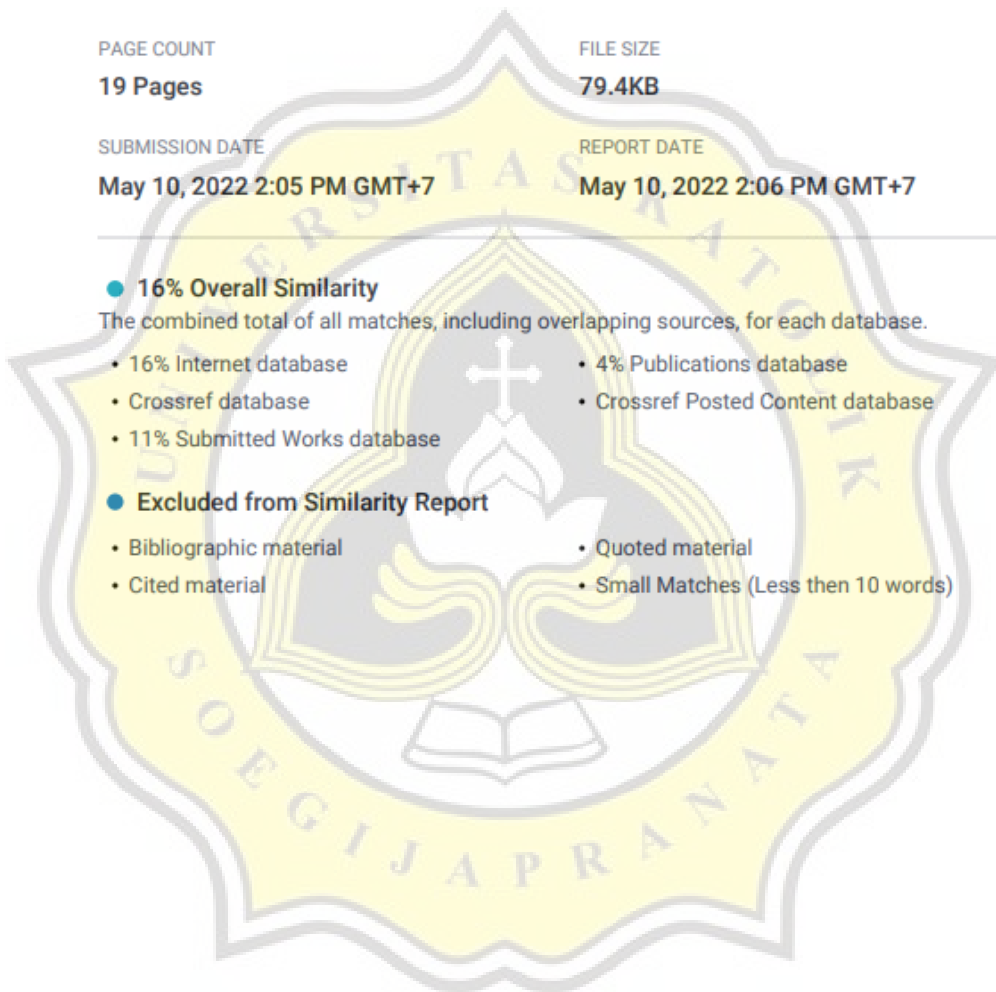 PAGE COUNT
19 Pages
FILE SIZE
79.4KB
SUBMISSION DATE
May 10, 2022 2:05 PM GMT+7
REPORT DATE
May 10, 2022 2:06 PM GMT+7
16% Overall Similarity
The combined total of all matches, including overlapping sources, for each database.
• 16% Internet database
• 4% Publications database
• Crossref database
• Crossref Posted Content database
• 11% Submitted Works database
Excluded from Similarity Report
• Bibliographic material
• Quoted material
• Cited material
• Small Matches (Less then 10 words)
UNIVERSITAS KATOLIK
SOEGIJAPRANATA